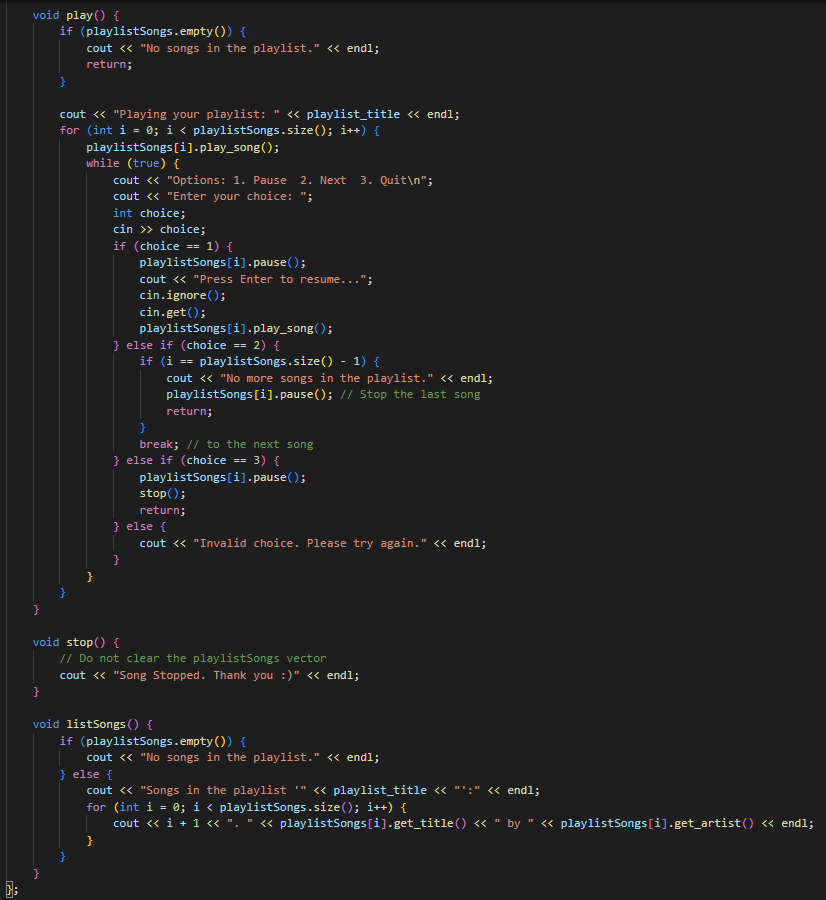 void play() {
    if (playlistSongs.empty()) {
        cout << "No songs in the playlist." << endl;
        return;
    }

    cout << "Playing your playlist: " << playlist_title << endl;
    for (int i = 0; i < playlistSongs.size(); i++) {
        playlistSongs[i].play_song();
        while (true) {
            cout << "Options: 1. Pause  2. Next  3. Quit\n";
            cout << "Enter your choice: ";
            int choice;
            cin >> choice;
            if (choice == 1) {
                playlistSongs[i].pause();
                cout << "Press Enter to resume...";
                cin.ignore();
                cin.get();
                playlistSongs[i].play_song();
            } else if (choice == 2) {
                if (i == playlistSongs.size() - 1) {
                    cout << "No more songs in the playlist." << endl;
                    playlistSongs[i].pause(); // Stop the last song
                    return;
                }
                break; // to the next song
            } else if (choice == 3) {
                playlistSongs[i].pause();
                stop();
                return;
            } else {
                cout << "Invalid choice. Please try again." << endl;
            }
        }
    }
}

void stop() {
    // Do not clear the playlistSongs vector
    cout << "Song Stopped. Thank you :)" << endl;
}

void listSongs() {
    if (playlistSongs.empty()) {
        cout << "No songs in the playlist." << endl;
    } else {
        cout << "Songs in the playlist '" << playlist_title << "':" << endl;
        for (int i = 0; i < playlistSongs.size(); i++) {
            cout << i + 1 << ". " << playlistSongs[i].get_title() << " by " << playlistSongs[i].get_artist() << endl;
        }
    }
}
};